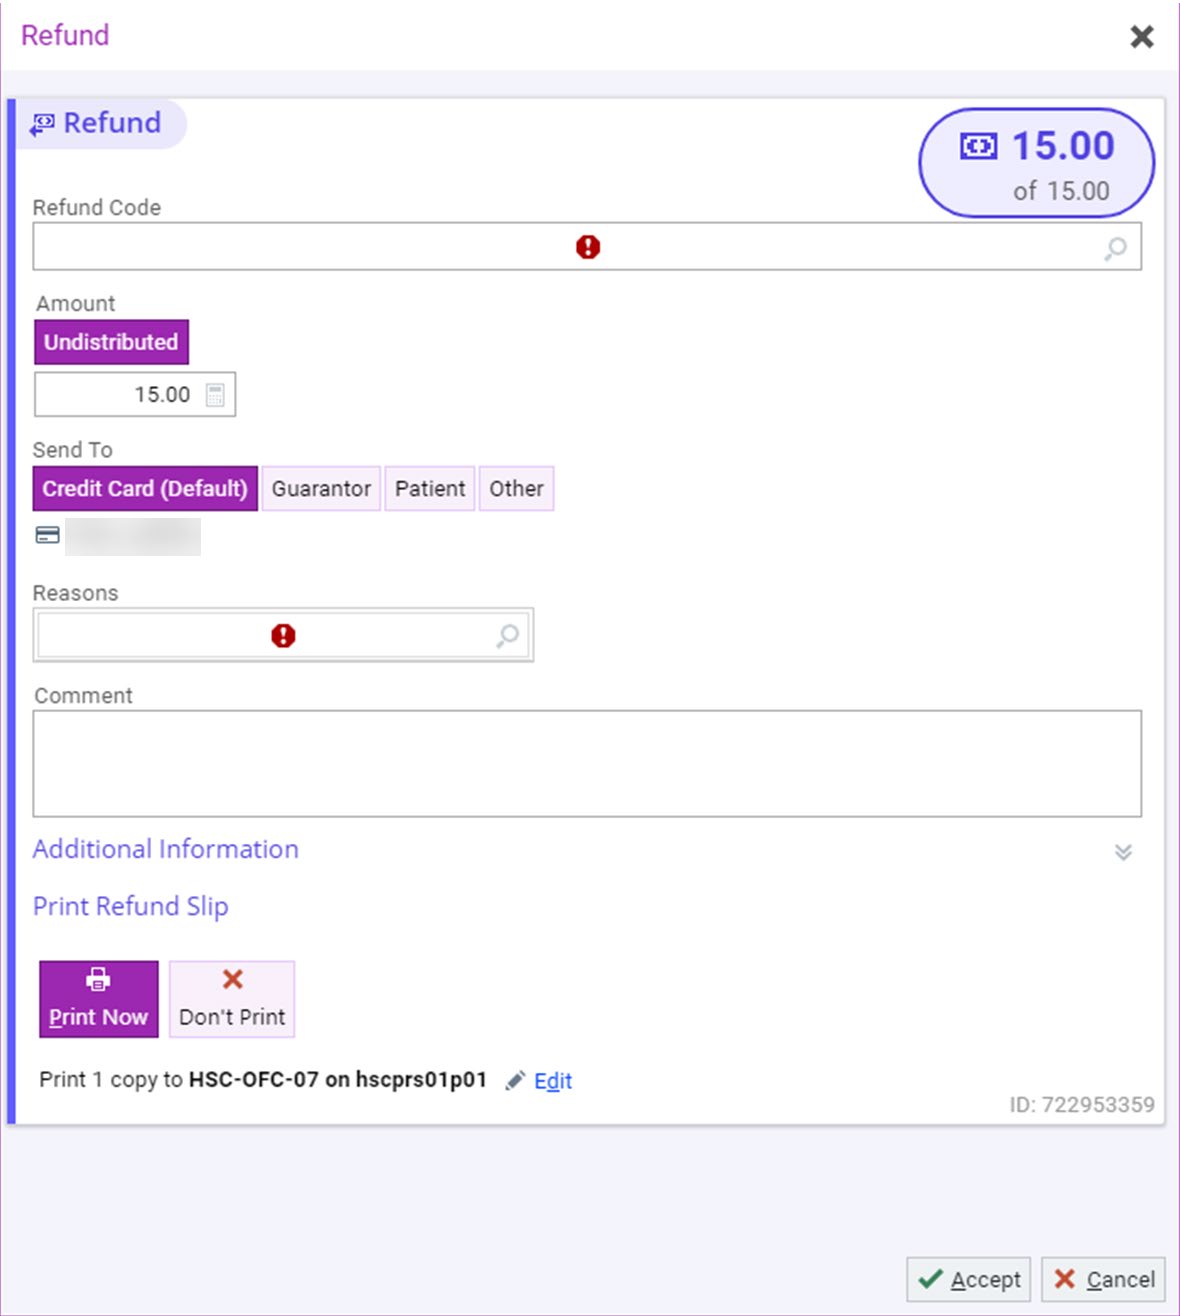 Refund
Refund
15.00
of 15.00
Refund Code
Amount
Undistributed
15.00
Send To
Credit Card (Default) Guarantor Patient Other
Reasons
Comment
Additional Information
Print Refund Slip
Print Now Don't Print
Print 1 copy to HSC-OFC-07 on hscprs01p01 Edit
ID: 722953359
Accept Cancel